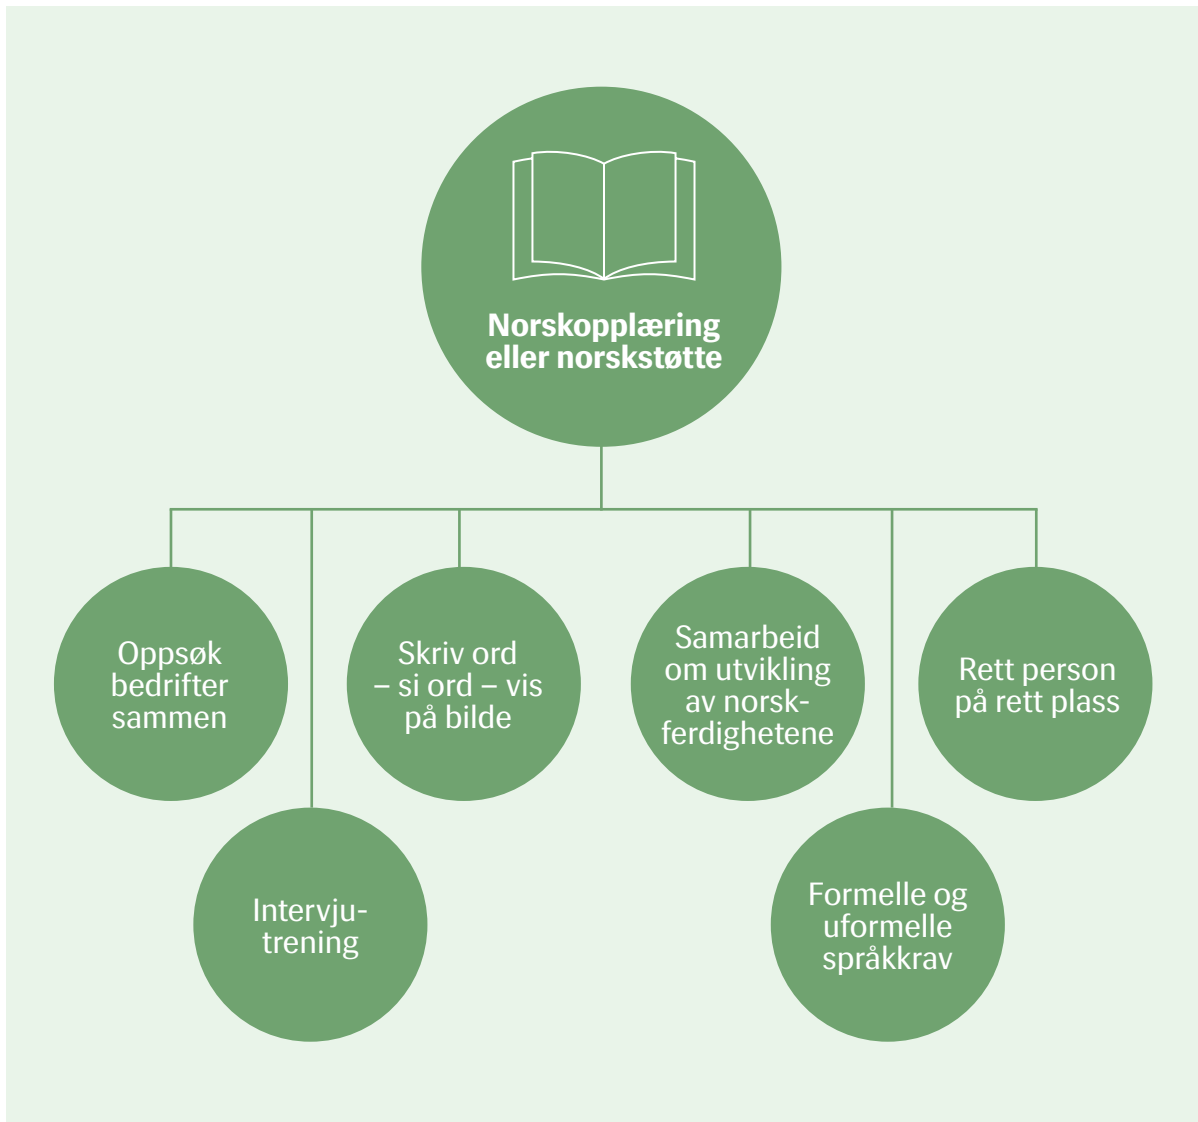 Norskopplæring
eller norskstøtte
Oppsøk
bedrifter
sammen
Intervju-
trening
Skriv ord
– si ord – vis
på bilde
Samarbeid
om utvikling
av norsk-
ferdighetene
Formelle og
uformelle
språkkrav
Rett person
på rett plass